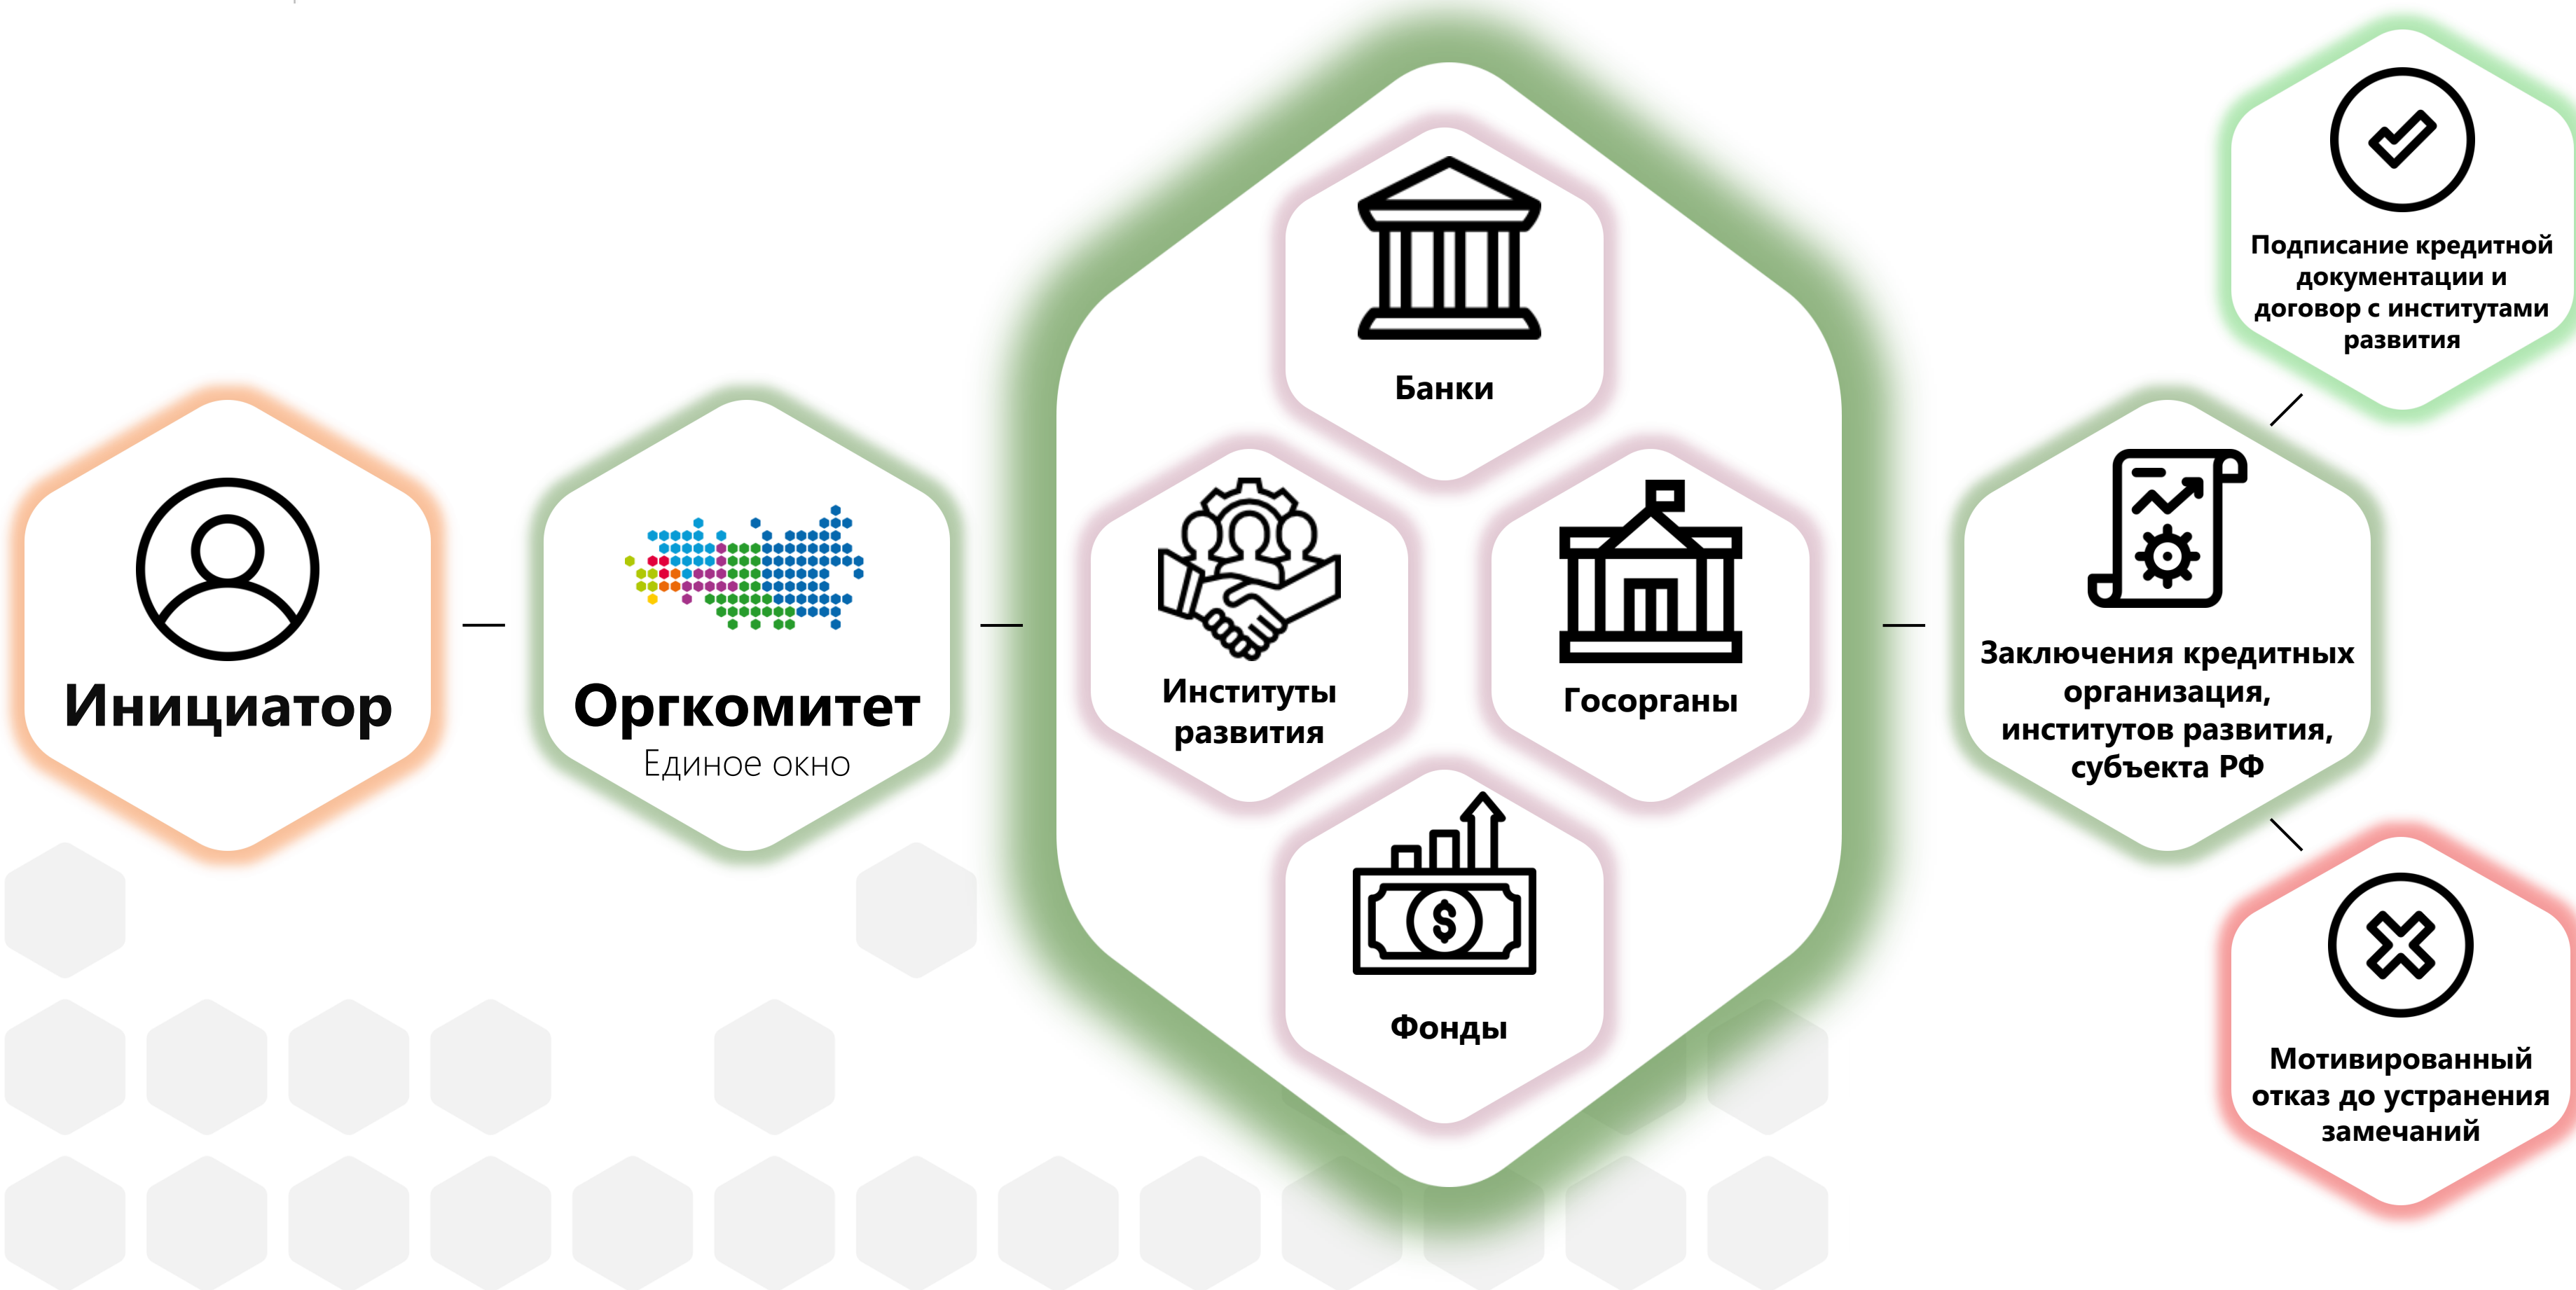 Инициатор
Оргкомитет
Единое окно
Банки
Институты
развития
Госорганы
Фонды
Заключения кредитных
организация,
институтов развития,
субъекта РФ
Подписание кредитной
документации и
договор с институтами
развития
Мотивированный
отказ до устранения
замечаний